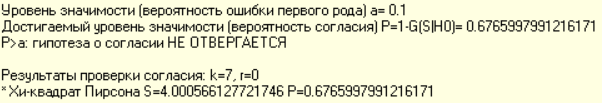 Уровень значимости (вероятность ошибки первого рода) a= 0.1
Достигаемый уровень значимости (вероятность согласия) P=1-G(S|H0)= 0.6765997991216171
P>a: гипотеза о согласии НЕ ОТВЕРГАЕТСЯ
Результаты проверки согласия: k=7, r=0
*Хи-квадрат Пирсона S=4.000566127721746 P=0.6765997991216171